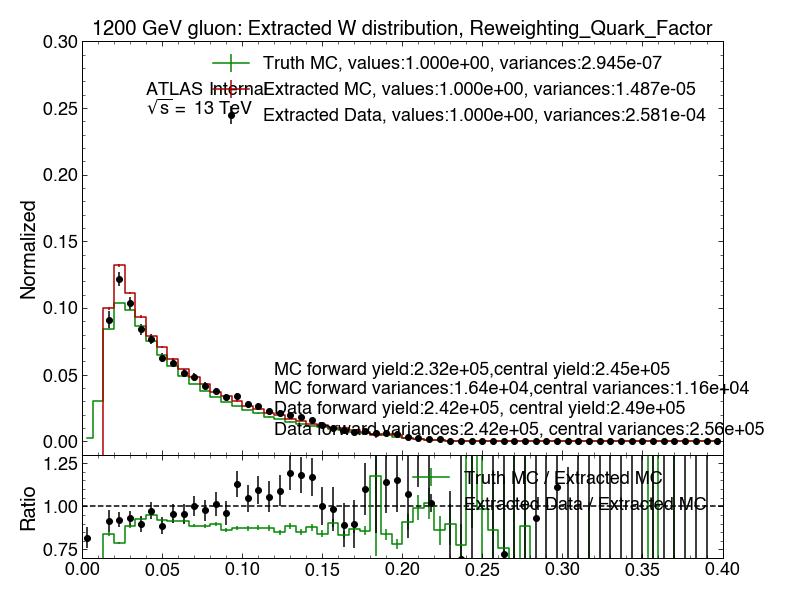 1200 GeV gluon: Extracted W distribution, Reweighting_Quark_Factor
0.30
Truth MC, values:1.000e+00, variances:2.945e-07
ATLAS Internal
Extracted MC, values:1.000e+00, variances:1.487e-05
√s = 13 TeV
Extracted Data, values:1.000e+00, variances:2.581e-04
0.25
0.20
0.15
0.10
0.05
0.00
Normalized
MC forward yield:2.32e+05,central yield:2.45e+05
MC forward variances:1.64e+04,central variances:1.16e+04
Data forward yield:2.42e+05, central yield:2.49e+05
Data forward variances:2.42e+05, central variances:2.56e+05
1.25
1.00
0.75
Ratio
Truth MC / Extracted MC
Extracted Data / Extracted MC
0.00 0.05 0.10 0.15 0.20 0.25 0.30 0.35 0.40